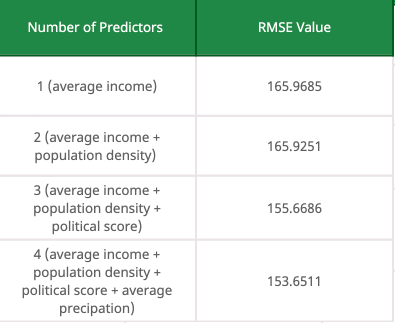 Number of Predictors
RMSE Value
1 (average income)
165.9685
2 (average income +
population density)
165.9251
3 (average income +
population density +
political score)
155.6686
4 (average income +
population density +
political score + average
precipation)
153.6511